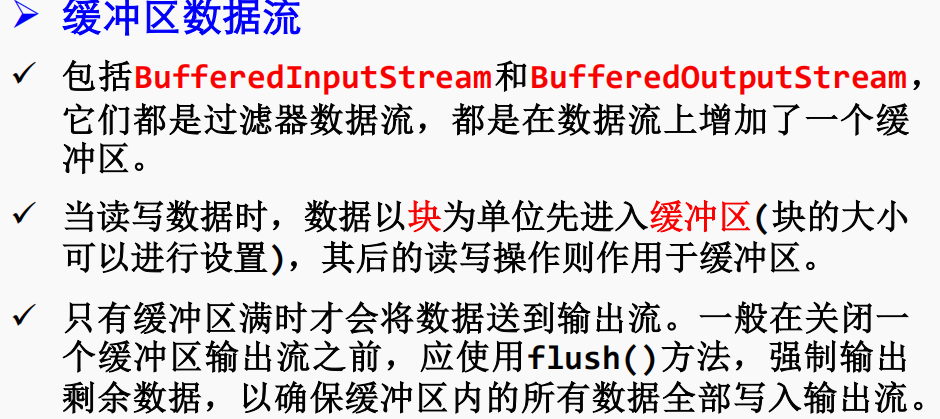 ➢ 缓冲区数据流
✓ 包括BufferedInputStream和BufferedOutputStream，
它们都是过滤器数据流，都是在数据流上增加了一个缓
冲区。
✓ 当读写数据时，数据以块为单位先进入缓冲区(块的大小
可以进行设置)，其后的读写操作则作用于缓冲区。
✓ 只有缓冲区满时才会将数据送到输出流。一般在关闭一
个缓冲区输出流之前，应使用flush()方法，强制输出
剩余数据，以确保缓冲区内的所有数据全部写入输出流。